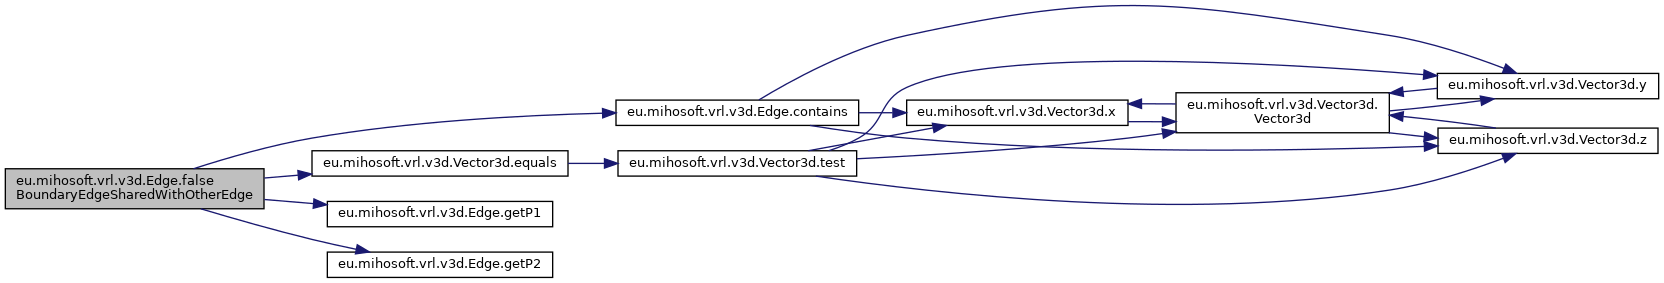 eu.mihosoft.vrl.v3d.Edge.false
BoundaryEdgeSharedWithOtherEdge
eu.mihosoft.vrl.v3d.Edge.contains
eu.mihosoft.vrl.v3d.Vector3d.equals
eu.mihosoft.vrl.v3d.Edge.getP1
eu.mihosoft.vrl.v3d.Edge.getP2
eu.mihosoft.vrl.v3d.Vector3d.test
eu.mihosoft.vrl.v3d.Vector3d.x
eu.mihosoft.vrl.v3d.Vector3d.
Vector3d
eu.mihosoft.vrl.v3d.Vector3d.y
eu.mihosoft.vrl.v3d.Vector3d.z